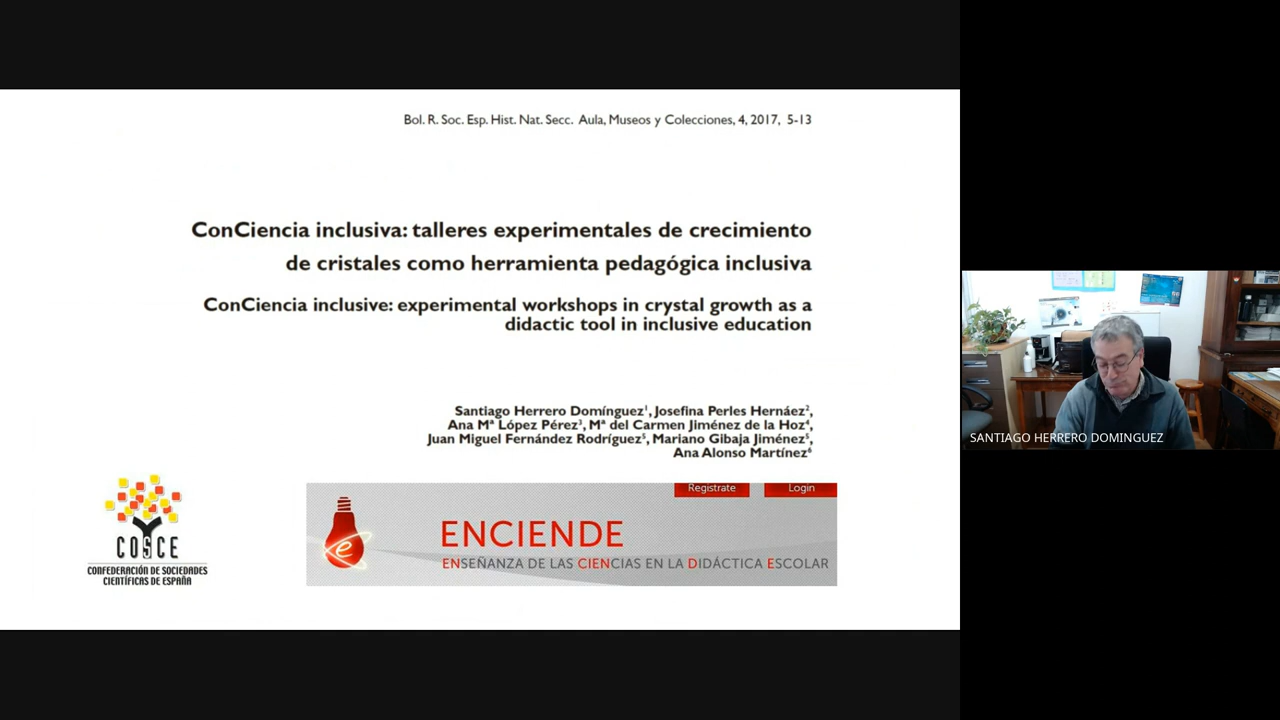 Bol. R. Soc. Esp. Hist. Nat. Secc. Aula, Museos y Colecciones, 4, 2017, 5-13
ConCiencia inclusiva: talleres experimentales de crecimiento
de cristales como herramienta pedagógica inclusiva
ConCiencia inclusive: experimental workshops in crystal growth as a
didactic tool in inclusive education
Santiago Herrero Domínguez¹, Josefina Perles Hernáez²,
Ana Mª López Pérez³, Mª del Carmen Jiménez de la Hoz⁴,
Juan Miguel Fernández Rodríguez⁵, Mariano Gibaja Jiménez⁵,
Ana Alonso Martínez⁶
COSCE
CONFEDERACIÓN DE SOCIEDADES
CIENTÍFICAS DE ESPAÑA
Registrate Login
e
ENCIENDE
ENSEÑANZA DE LAS CIENCIAS EN LA DIDÁCTICA ESCOLAR
SANTIAGO HERRERO DOMINGUEZ